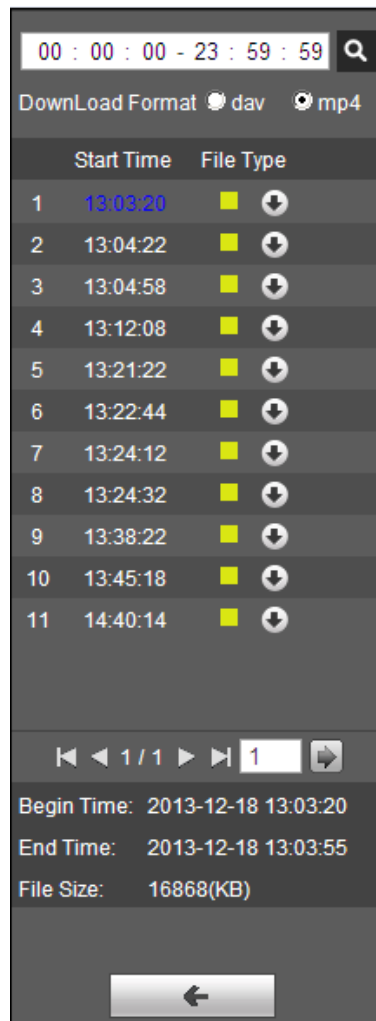 00 : 00 : 00 - 23 : 59 : 59
DownLoad Format dav mp4
Start Time File Type
1 13:03:20
2 13:04:22
3 13:04:58
4 13:12:08
5 13:21:22
6 13:22:44
7 13:24:12
8 13:24:32
9 13:38:22
10 13:45:18
11 14:40:14
1 / 1 1
Begin Time: 2013-12-18 13:03:20
End Time: 2013-12-18 13:03:55
File Size: 16868(KB)